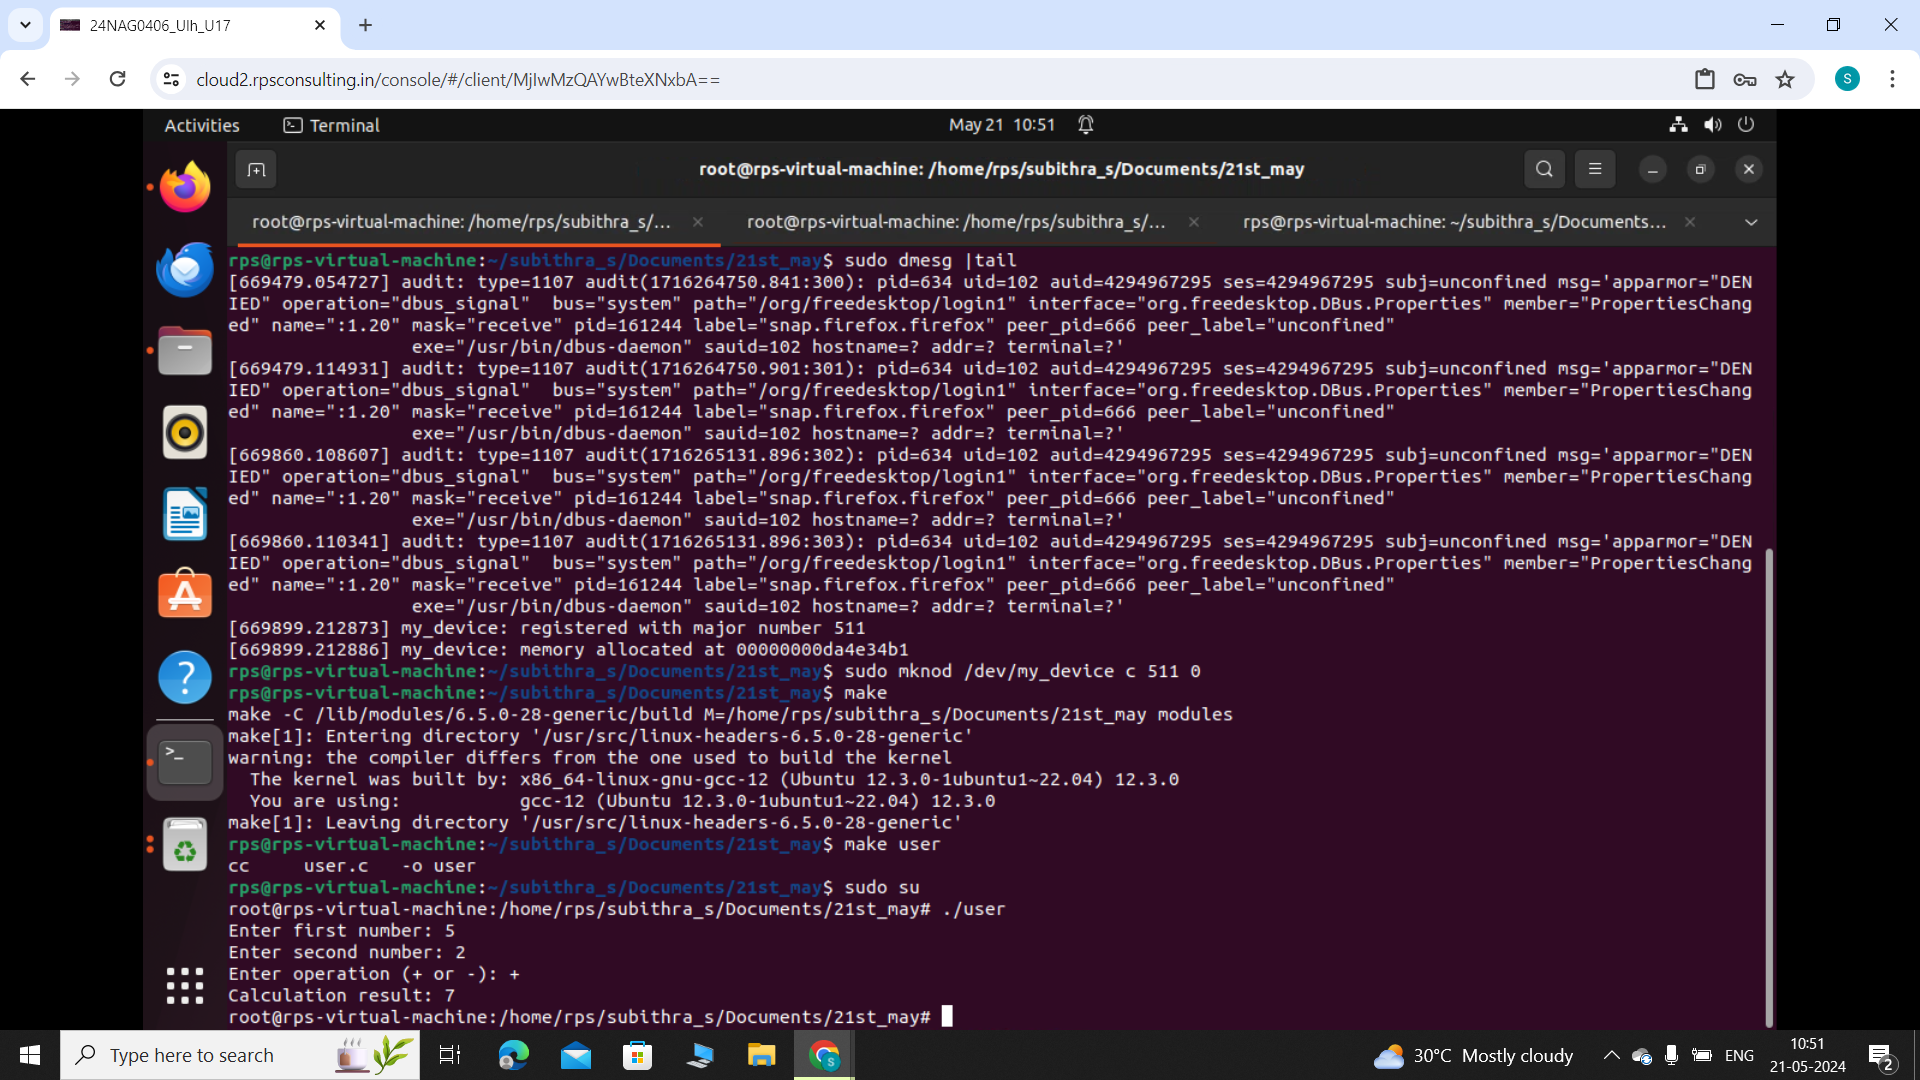 24NAG0406_Ulh_U17
cloud2.rpsconsulting.in/console/#/client/MjIwMzQAYwBteXNxbA==
S
Activities
Terminal
May 21 10:51
root@rps-virtual-machine: /home/rps/subithra_s/Documents/21st_may
root@rps-virtual-machine: /home/rps/subithra_s/...
root@rps-virtual-machine: /home/rps/subithra_s/...
rps@rps-virtual-machine: ~/subithra_s/Documents...
rps@rps-virtual-machine:~/subithra_s/Documents/21st_may$ sudo dmesg |tail
[669479.054727] audit: type=1107 audit(1716264750.841:300): pid=634 uid=102 auid=4294967295 ses=4294967295 subj=unconfined msg='apparmor="DEN
IED" operation="dbus_signal"  bus="system" path="/org/freedesktop/login1" interface="org.freedesktop.DBus.Properties" member="PropertiesChang
ed" name=":1.20" mask="receive" pid=161244 label="snap.firefox.firefox" peer_pid=666 peer_label="unconfined"
exe="/usr/bin/dbus-daemon" sauid=102 hostname=? addr=? terminal=?'
[669479.114931] audit: type=1107 audit(1716264750.901:301): pid=634 uid=102 auid=4294967295 ses=4294967295 subj=unconfined msg='apparmor="DEN
IED" operation="dbus_signal"  bus="system" path="/org/freedesktop/login1" interface="org.freedesktop.DBus.Properties" member="PropertiesChang
ed" name=":1.20" mask="receive" pid=161244 label="snap.firefox.firefox" peer_pid=666 peer_label="unconfined"
exe="/usr/bin/dbus-daemon" sauid=102 hostname=? addr=? terminal=?'
[669860.108607] audit: type=1107 audit(1716265131.896:302): pid=634 uid=102 auid=4294967295 ses=4294967295 subj=unconfined msg='apparmor="DEN
IED" operation="dbus_signal"  bus="system" path="/org/freedesktop/login1" interface="org.freedesktop.DBus.Properties" member="PropertiesChang
ed" name=":1.20" mask="receive" pid=161244 label="snap.firefox.firefox" peer_pid=666 peer_label="unconfined"
exe="/usr/bin/dbus-daemon" sauid=102 hostname=? addr=? terminal=?'
[669860.110341] audit: type=1107 audit(1716265131.896:303): pid=634 uid=102 auid=4294967295 ses=4294967295 subj=unconfined msg='apparmor="DEN
IED" operation="dbus_signal"  bus="system" path="/org/freedesktop/login1" interface="org.freedesktop.DBus.Properties" member="PropertiesChang
ed" name=":1.20" mask="receive" pid=161244 label="snap.firefox.firefox" peer_pid=666 peer_label="unconfined"
exe="/usr/bin/dbus-daemon" sauid=102 hostname=? addr=? terminal=?'
[669899.212873] my_device: registered with major number 511
[669899.212886] my_device: memory allocated at 00000000da4e34b1
rps@rps-virtual-machine:~/subithra_s/Documents/21st_may$ sudo mknod /dev/my_device c 511 0
rps@rps-virtual-machine:~/subithra_s/Documents/21st_may$ make
make -C /lib/modules/6.5.0-28-generic/build M=/home/rps/subithra_s/Documents/21st_may modules
make[1]: Entering directory '/usr/src/linux-headers-6.5.0-28-generic'
warning: the compiler differs from the one used to build the kernel
The kernel was built by: x86_64-linux-gnu-gcc-12 (Ubuntu 12.3.0-1ubuntu1~22.04) 12.3.0
You are using:           gcc-12 (Ubuntu 12.3.0-1ubuntu1~22.04) 12.3.0
make[1]: Leaving directory '/usr/src/linux-headers-6.5.0-28-generic'
rps@rps-virtual-machine:~/subithra_s/Documents/21st_may$ make user
cc     user.c   -o user
rps@rps-virtual-machine:~/subithra_s/Documents/21st_may$ sudo su
root@rps-virtual-machine:/home/rps/subithra_s/Documents/21st_may# ./user
Enter first number: 5
Enter second number: 2
Enter operation (+ or -): +
Calculation result: 7
root@rps-virtual-machine:/home/rps/subithra_s/Documents/21st_may#
Type here to search
S
30°C Mostly cloudy
ENG
10:51
21-05-2024
2